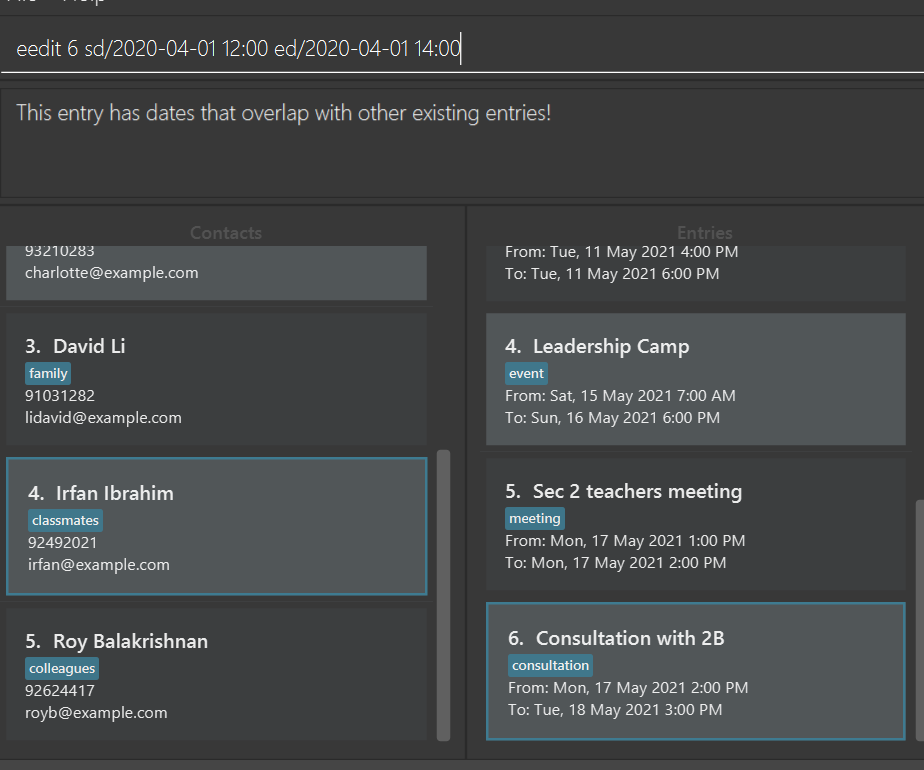 eedit 6 sd/2020-04-01 12:00 ed/2020-04-01 14:00
This entry has dates that overlap with other existing entries!
Contacts
93210283
charlotte@example.com
3. David Li
family
91031282
lidavid@example.com
4. Irfan Ibrahim
classmates
92492021
irfan@example.com
5. Roy Balakrishnan
colleagues
92624417
royb@example.com
Entries
From: Tue, 11 May 2021 4:00 PM
To: Tue, 11 May 2021 6:00 PM
4. Leadership Camp
event
From: Sat, 15 May 2021 7:00 AM
To: Sun, 16 May 2021 6:00 PM
5. Sec 2 teachers meeting
meeting
From: Mon, 17 May 2021 1:00 PM
To: Mon, 17 May 2021 2:00 PM
6. Consultation with 2B
consultation
From: Mon, 17 May 2021 2:00 PM
To: Tue, 18 May 2021 3:00 PM